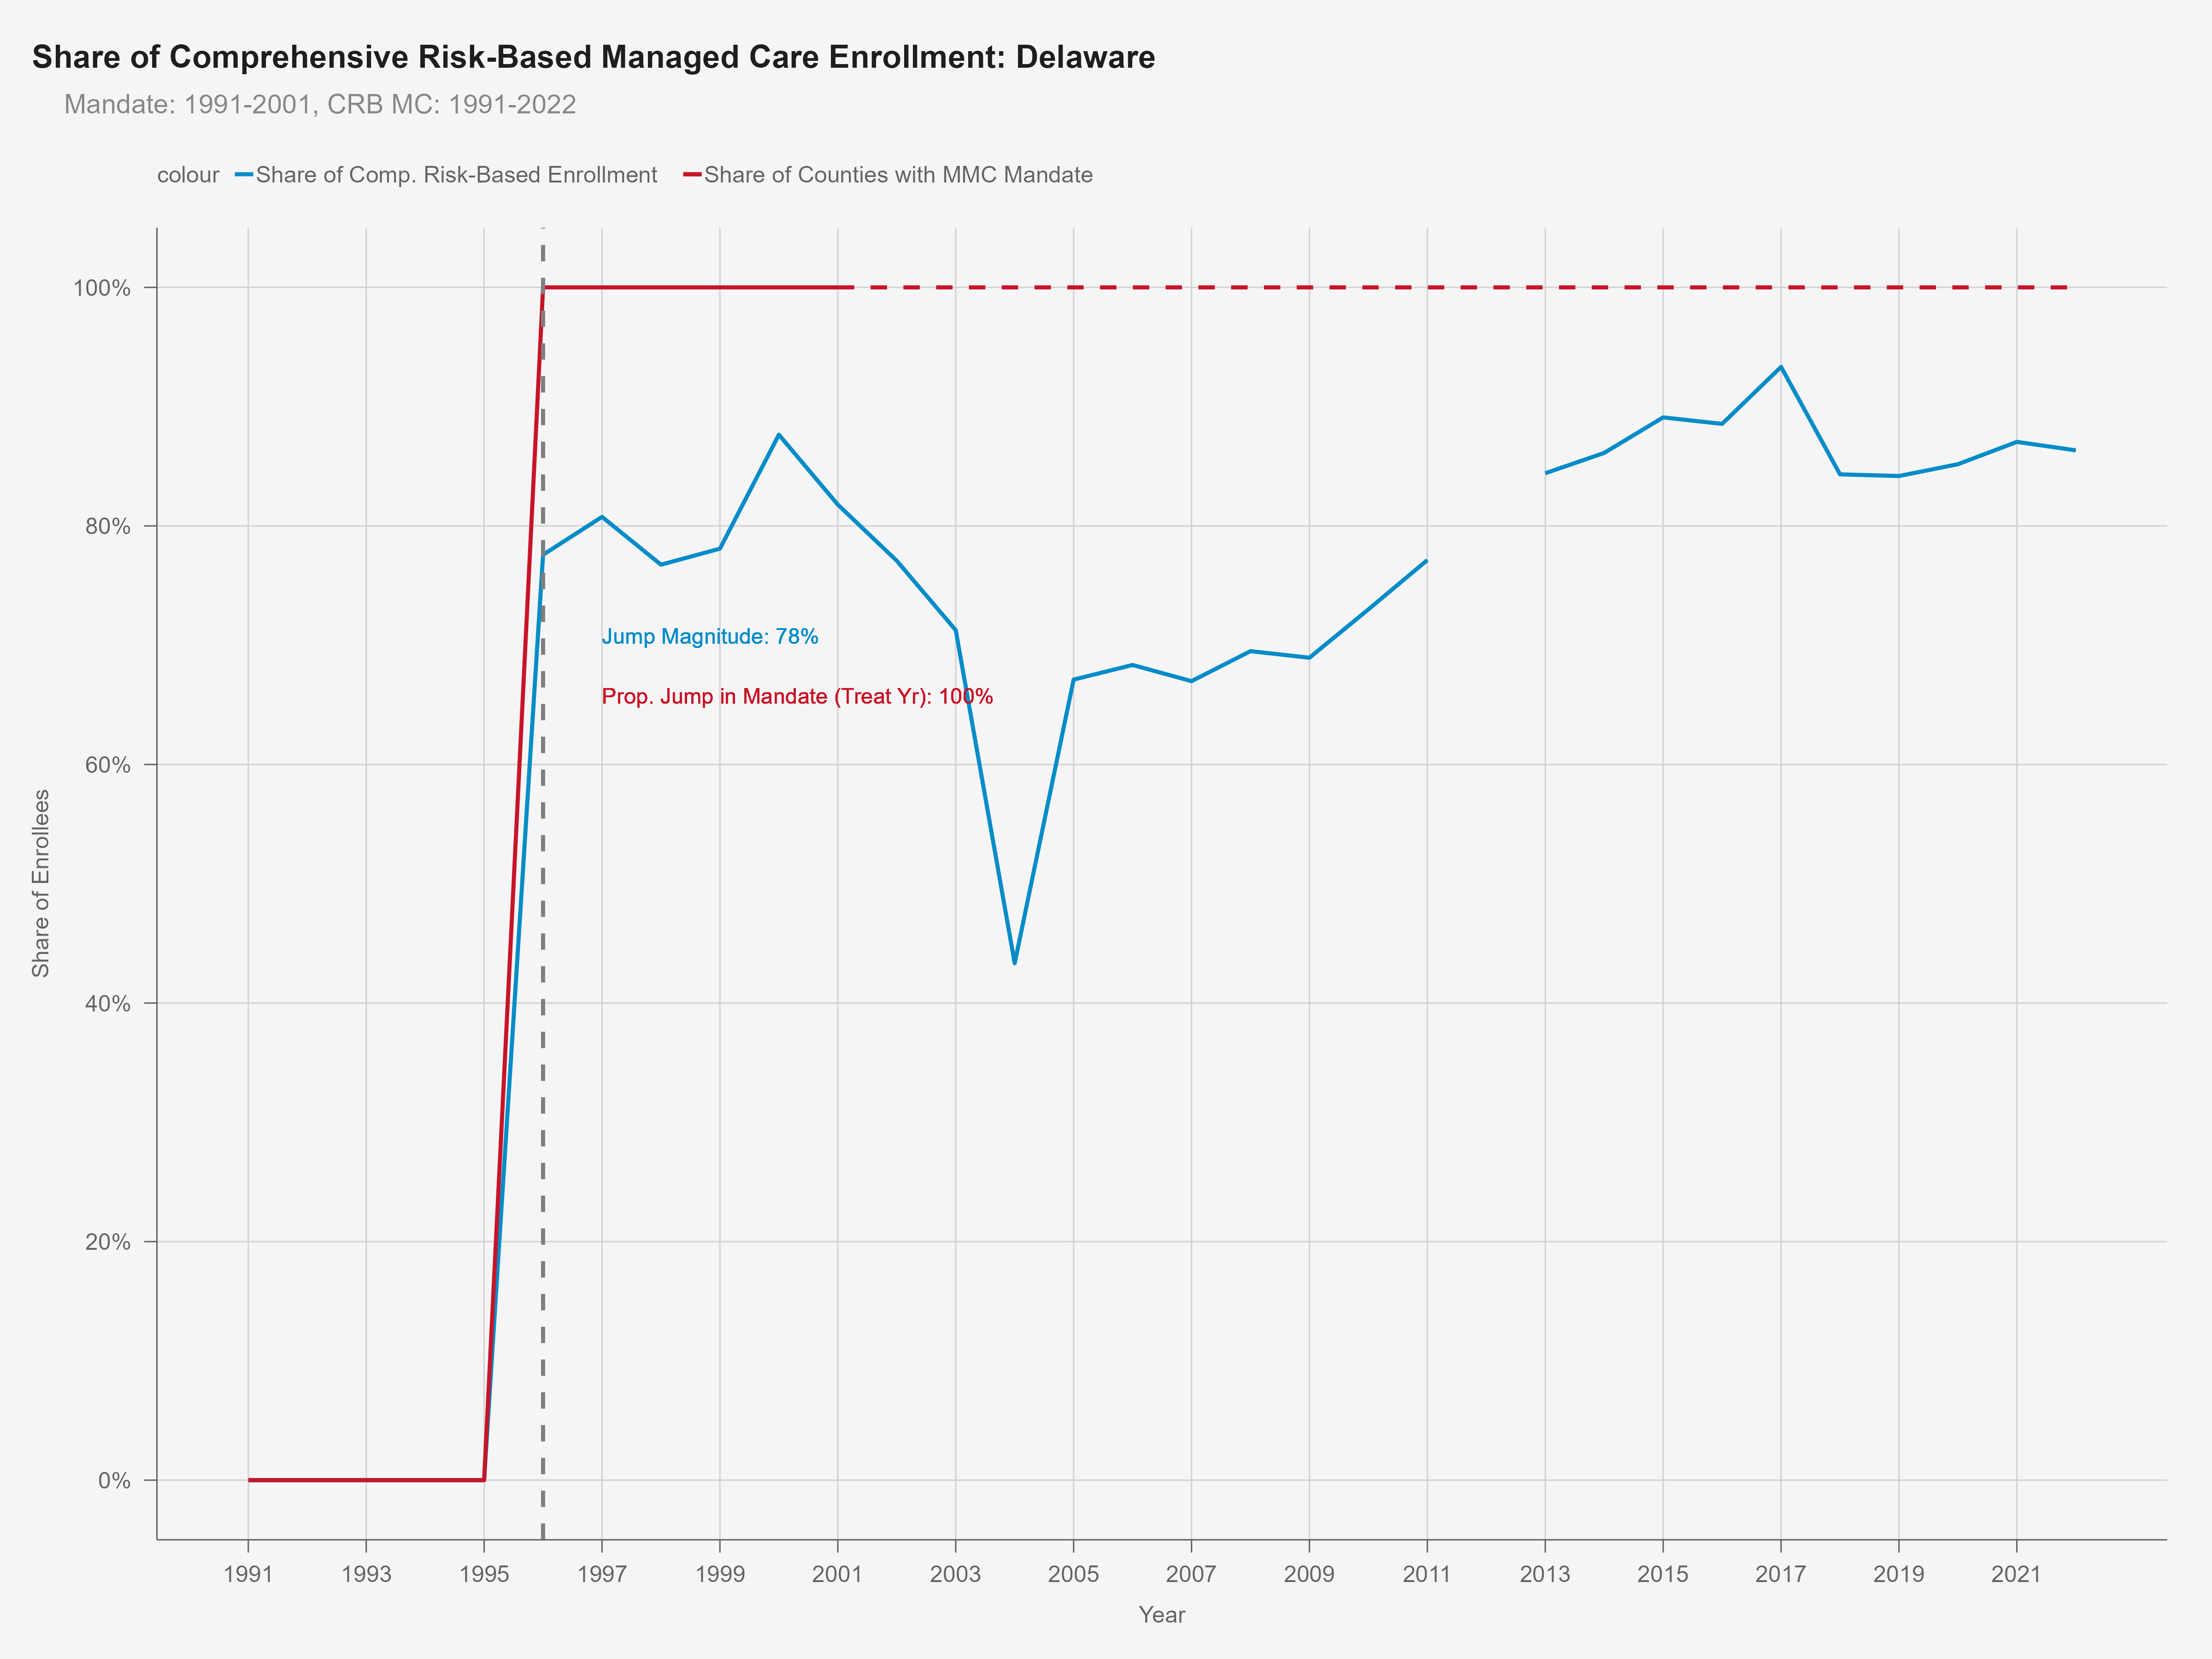 Share of Comprehensive Risk-Based Managed Care Enrollment: Delaware
Mandate: 1991-2001, CRB MC: 1991-2022
colour Share of Comp. Risk-Based Enrollment Share of Counties with MMC Mandate
100%
80%
60%
40%
20%
0%
Share of Enrollees
Jump Magnitude: 78%
Prop. Jump in Mandate (Treat Yr): 100%
1991 1993 1995 1997 1999 2001 2003 2005 2007 2009 2011 2013 2015 2017 2019 2021
Year